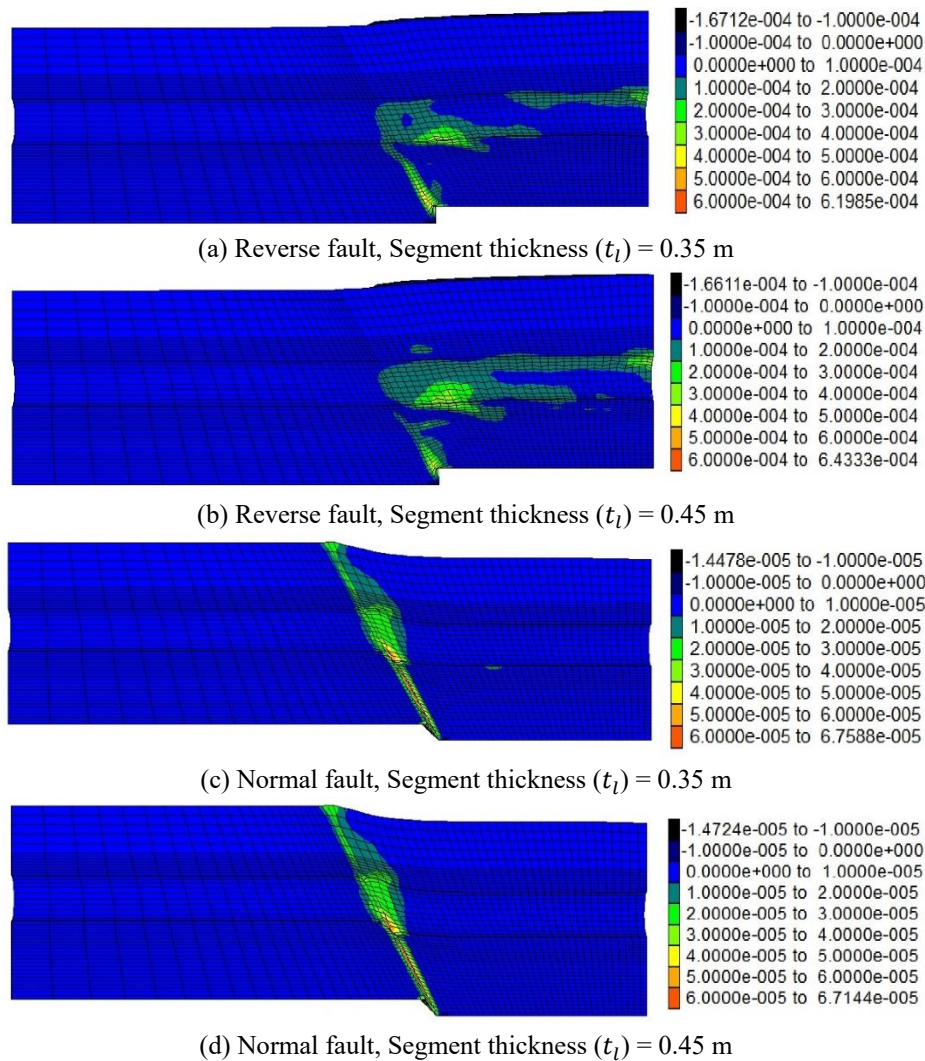 -1.6712e-004 to -1.0000e-004
-1.0000e-004 to 0.0000e+000
0.0000e+000 to 1.0000e-004
1.0000e-004 to 2.0000e-004
2.0000e-004 to 3.0000e-004
3.0000e-004 to 4.0000e-004
4.0000e-004 to 5.0000e-004
5.0000e-004 to 6.0000e-004
6.0000e-004 to 6.1985e-004
(a) Reverse fault, Segment thickness (t_l) = 0.35 m
-1.6611e-004 to -1.0000e-004
-1.0000e-004 to 0.0000e+000
0.0000e+000 to 1.0000e-004
1.0000e-004 to 2.0000e-004
2.0000e-004 to 3.0000e-004
3.0000e-004 to 4.0000e-004
4.0000e-004 to 5.0000e-004
5.0000e-004 to 6.0000e-004
6.0000e-004 to 6.4333e-004
(b) Reverse fault, Segment thickness (t_l) = 0.45 m
-1.4478e-005 to -1.0000e-005
-1.0000e-005 to 0.0000e+000
0.0000e+000 to 1.0000e-005
1.0000e-005 to 2.0000e-005
2.0000e-005 to 3.0000e-005
3.0000e-005 to 4.0000e-005
4.0000e-005 to 5.0000e-005
5.0000e-005 to 6.0000e-005
6.0000e-005 to 6.7588e-005
(c) Normal fault, Segment thickness (t_l) = 0.35 m
-1.4724e-005 to -1.0000e-005
-1.0000e-005 to 0.0000e+000
0.0000e+000 to 1.0000e-005
1.0000e-005 to 2.0000e-005
2.0000e-005 to 3.0000e-005
3.0000e-005 to 4.0000e-005
4.0000e-005 to 5.0000e-005
5.0000e-005 to 6.0000e-005
6.0000e-005 to 6.7144e-005
(d) Normal fault, Segment thickness (t_l) = 0.45 m